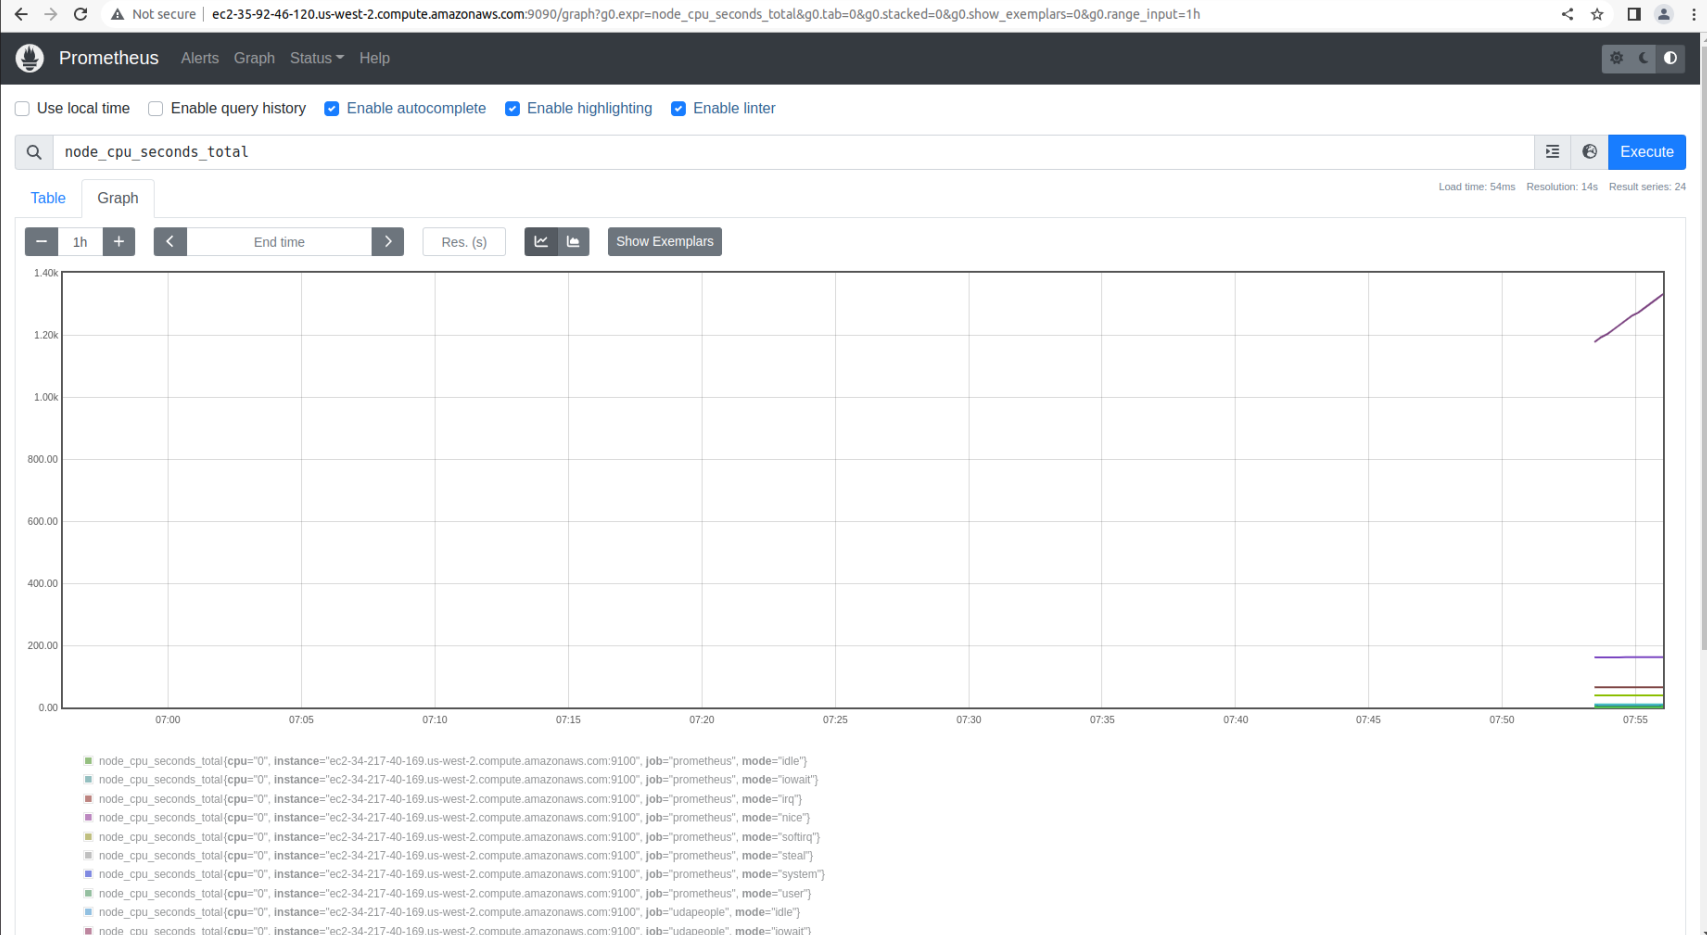 Not secure ec2-35-92-46-120.us-west-2.compute.amazonaws.com:9090/graph?g0.expr=node_cpu_seconds_total&g0.tab=0&g0.stacked=0&g0.show_exemplars=0&g0.range_input=1h
Prometheus Alerts Graph Status Help
Use local time Enable query history Enable autocomplete Enable highlighting Enable linter
node_cpu_seconds_total Execute
Table Graph Load time: 54ms Resolution: 14s Result series: 24
1h End time Res. (s) Show Exemplars
1.40k
1.20k
1.00k
800.00
600.00
400.00
200.00
0.00
07:00 07:05 07:10 07:15 07:20 07:25 07:30 07:35 07:40 07:45 07:50 07:55
node_cpu_seconds_total{cpu="0", instance="ec2-34-217-40-169.us-west-2.compute.amazonaws.com:9100", job="prometheus", mode="idle"}
node_cpu_seconds_total{cpu="0", instance="ec2-34-217-40-169.us-west-2.compute.amazonaws.com:9100", job="prometheus", mode="iowait"}
node_cpu_seconds_total{cpu="0", instance="ec2-34-217-40-169.us-west-2.compute.amazonaws.com:9100", job="prometheus", mode="irq"}
node_cpu_seconds_total{cpu="0", instance="ec2-34-217-40-169.us-west-2.compute.amazonaws.com:9100", job="prometheus", mode="nice"}
node_cpu_seconds_total{cpu="0", instance="ec2-34-217-40-169.us-west-2.compute.amazonaws.com:9100", job="prometheus", mode="softirq"}
node_cpu_seconds_total{cpu="0", instance="ec2-34-217-40-169.us-west-2.compute.amazonaws.com:9100", job="prometheus", mode="steal"}
node_cpu_seconds_total{cpu="0", instance="ec2-34-217-40-169.us-west-2.compute.amazonaws.com:9100", job="prometheus", mode="system"}
node_cpu_seconds_total{cpu="0", instance="ec2-34-217-40-169.us-west-2.compute.amazonaws.com:9100", job="prometheus", mode="user"}
node_cpu_seconds_total{cpu="0", instance="ec2-34-217-40-169.us-west-2.compute.amazonaws.com:9100", job="udapeople", mode="idle"}
node_cpu_seconds_total{cpu="0", instance="ec2-34-217-40-169.us-west-2.compute.amazonaws.com:9100", job="udapeople", mode="iowait"}